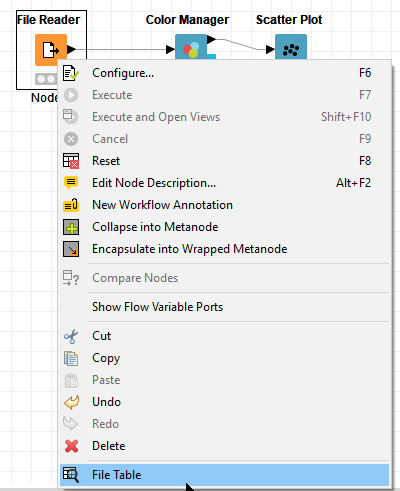 File Reader
Color Manager
Scatter Plot
Node
Configure... F6
Execute F7
Execute and Open Views Shift+F10
Cancel F9
Reset F8
Edit Node Description... Alt+F2
New Workflow Annotation
Collapse into Metanode
Encapsulate into Wrapped Metanode
Compare Nodes
Show Flow Variable Ports
Cut
Copy
Paste
Undo
Redo
Delete
File Table